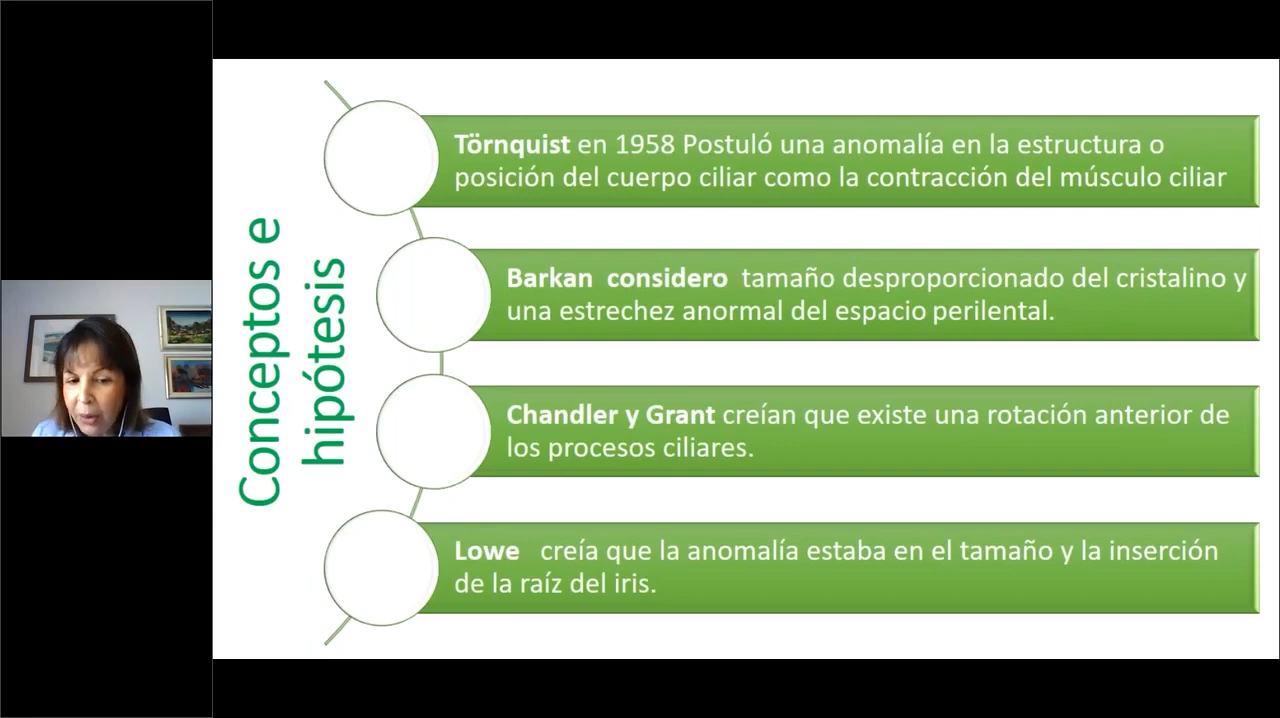 Conceptos e
hipótesis
Törnquist en 1958 Postuló una anomalía en la estructura o
posición del cuerpo ciliar como la contracción del músculo ciliar
Barkan considero tamaño desproporcionado del cristalino y
una estrechez anormal del espacio perilental.
Chandler y Grant creían que existe una rotación anterior de
los procesos ciliares.
Lowe creía que la anomalía estaba en el tamaño y la inserción
de la raíz del iris.